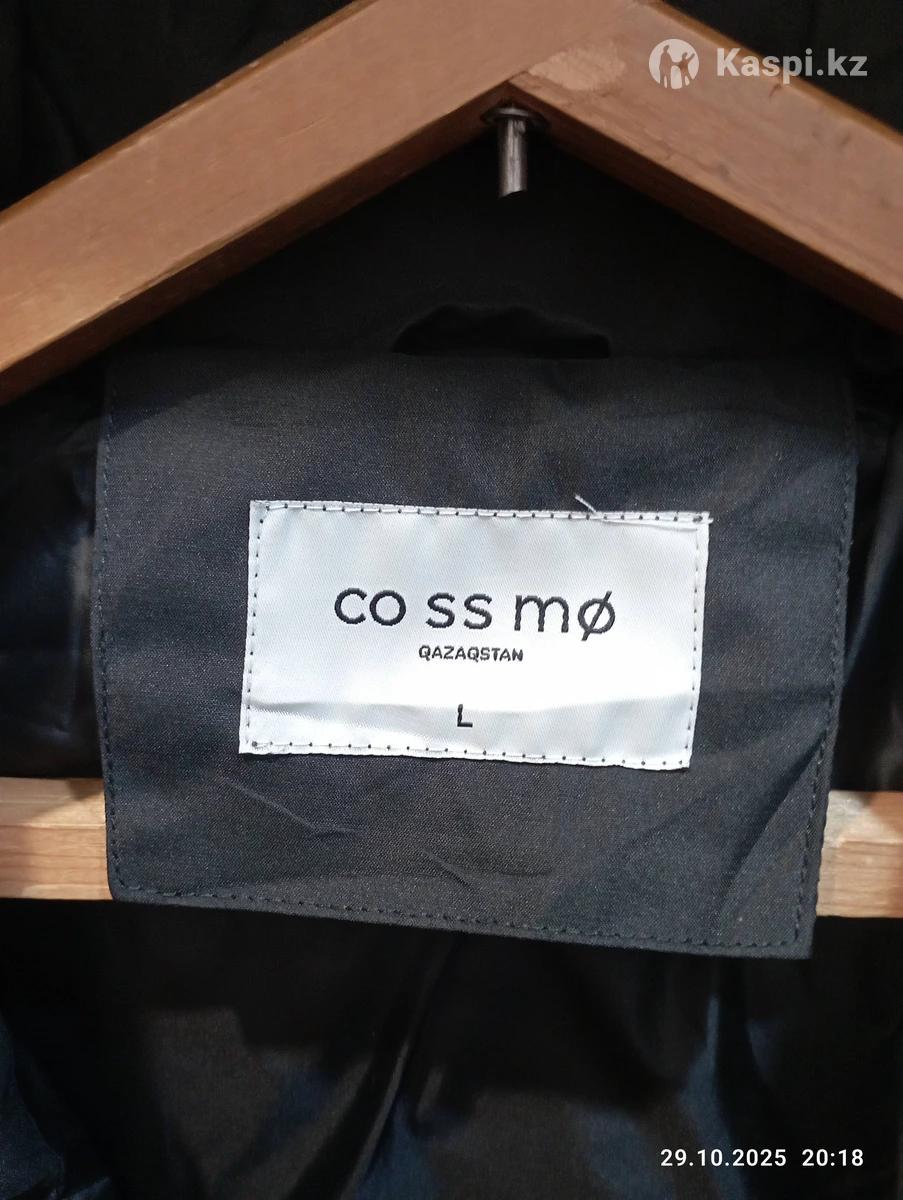 Kaspi.kz
co ss mø
QAZAQSTAN
L
29.10.2025 20:18